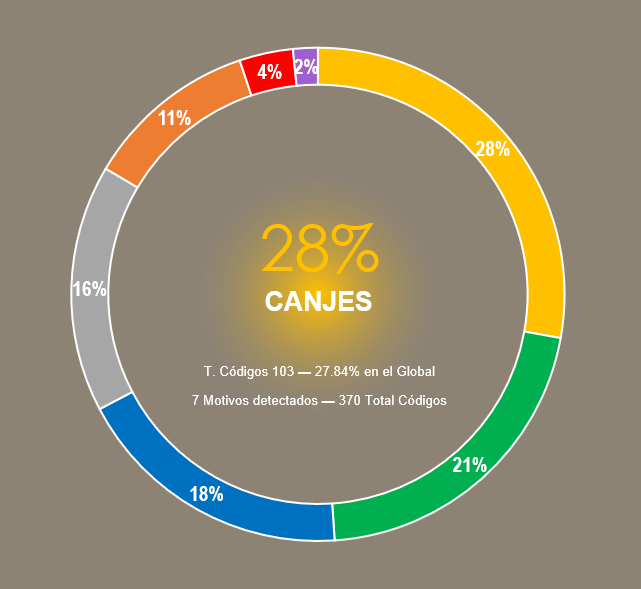 4%
2%
11%
28%
28%
CANJES
16%
T. Códigos 103 — 27.84% en el Global
7 Motivos detectados — 370 Total Códigos
21%
18%